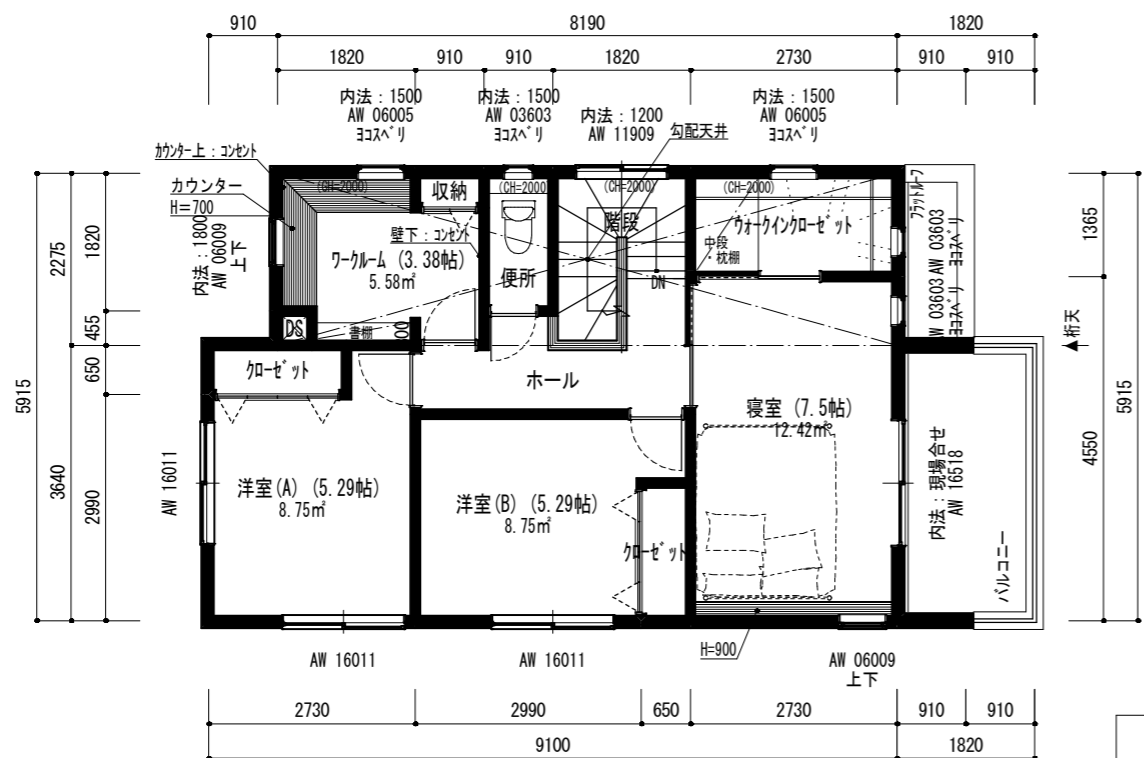 910
8190
1820
1820
910
910
1820
2730
910
910
内法：1500
AW 06005
ヨコスベリ
内法：1500
AW 03603
ヨコスベリ
内法：1200
AW 11909
勾配天井
内法：1500
AW 06005
ヨコスベリ
カウンター上：コンセント
カウンター
H=700
(CH=2000)
収納
(CH=2000)
(CH=2000)
(CH=2000)
階段
ウォークインクローゼット
中段
・枕棚
壁下：コンセント
ワークルーム (3.38帖)
5.58㎡
便所
DN
DS
書棚
内法：1800
AW 06009
上下
フラットルーフ
AW 03603
ヨコスベリ
AW 03603
ヨコスベリ
桁天
5915
2275
3640
1820
455
650
2990
1365
4550
5915
クローゼット
ホール
寝室 (7.5帖)
12.42㎡
洋室(A) (5.29帖)
8.75㎡
洋室(B) (5.29帖)
8.75㎡
クローゼット
AW 16011
内法：現場合せ
AW 16518
バルコニー
AW 16011
AW 16011
H=900
AW 06009
上下
2730
2990
650
2730
910
910
9100
1820